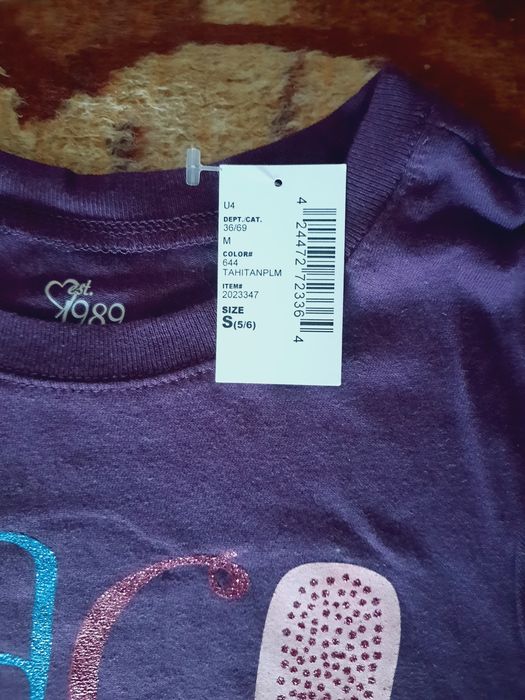 U4
DEPT./CAT.
36/69
M
COLOR#
644
TAHITANPLM
ITEM#
2023347
SIZE
S(5/6)
4 24472 72336 4
est.
1989